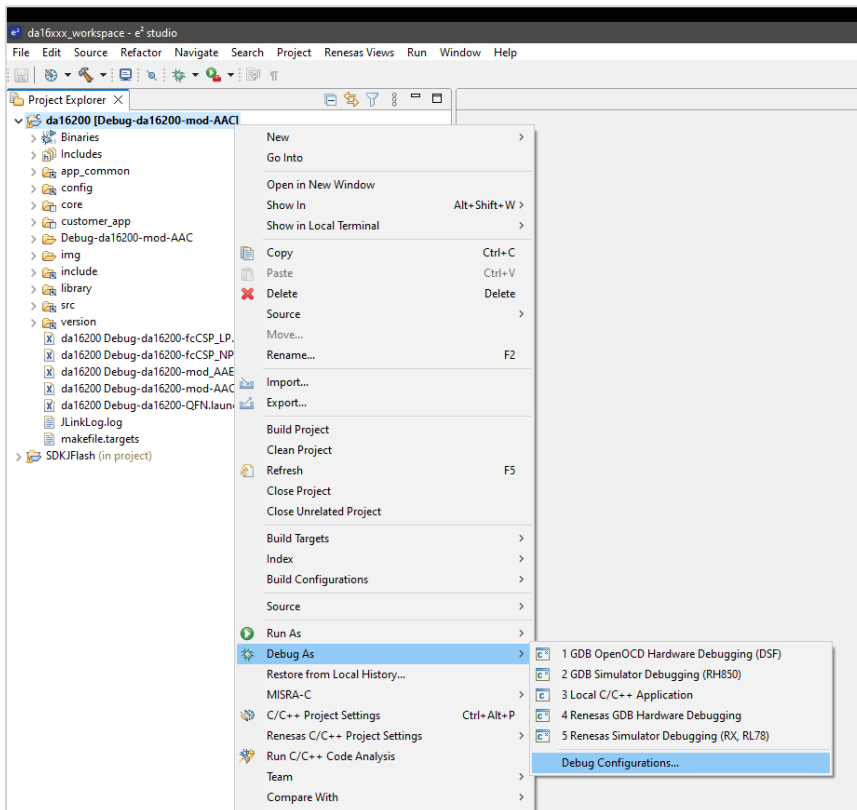 da16xxx_workspace - e² studio
File Edit Source Refactor Navigate Search Project Renesas Views Run Window Help
Project Explorer
da16200 [Debug-da16200-mod-AAC]
Binaries
Includes
app_common
config
core
customer_app
Debug-da16200-mod-AAC
img
include
library
src
version
da16200 Debug-da16200-fcCSP_LP.
da16200 Debug-da16200-fcCSP_NP
da16200 Debug-da16200-mod_AAE
da16200 Debug-da16200-mod-AAC
da16200 Debug-da16200-QFN.laun
JLinkLog.log
makefile.targets
SDKJFlash (in project)
New
Go Into
Open in New Window
Show In Alt+Shift+W
Show in Local Terminal
Copy Ctrl+C
Paste Ctrl+V
Delete Delete
Source
Move...
Rename... F2
Import...
Export...
Build Project
Clean Project
Refresh F5
Close Project
Close Unrelated Project
Build Targets
Index
Build Configurations
Source
Run As
Debug As
Restore from Local History...
MISRA-C
C/C++ Project Settings Ctrl+Alt+P
Renesas C/C++ Project Settings
Run C/C++ Code Analysis
Team
Compare With
1 GDB OpenOCD Hardware Debugging (DSF)
2 GDB Simulator Debugging (RH850)
3 Local C/C++ Application
4 Renesas GDB Hardware Debugging
5 Renesas Simulator Debugging (RX, RL78)
Debug Configurations...